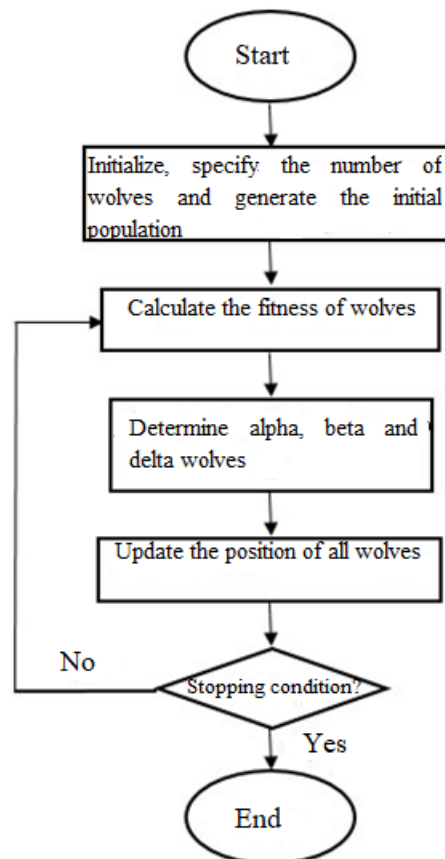 Start
Initialize, specify the number of
wolves and generate the initial
population
Calculate the fitness of wolves
Determine alpha, beta and
delta wolves
Update the position of all wolves
No
Stopping condition?
Yes
End